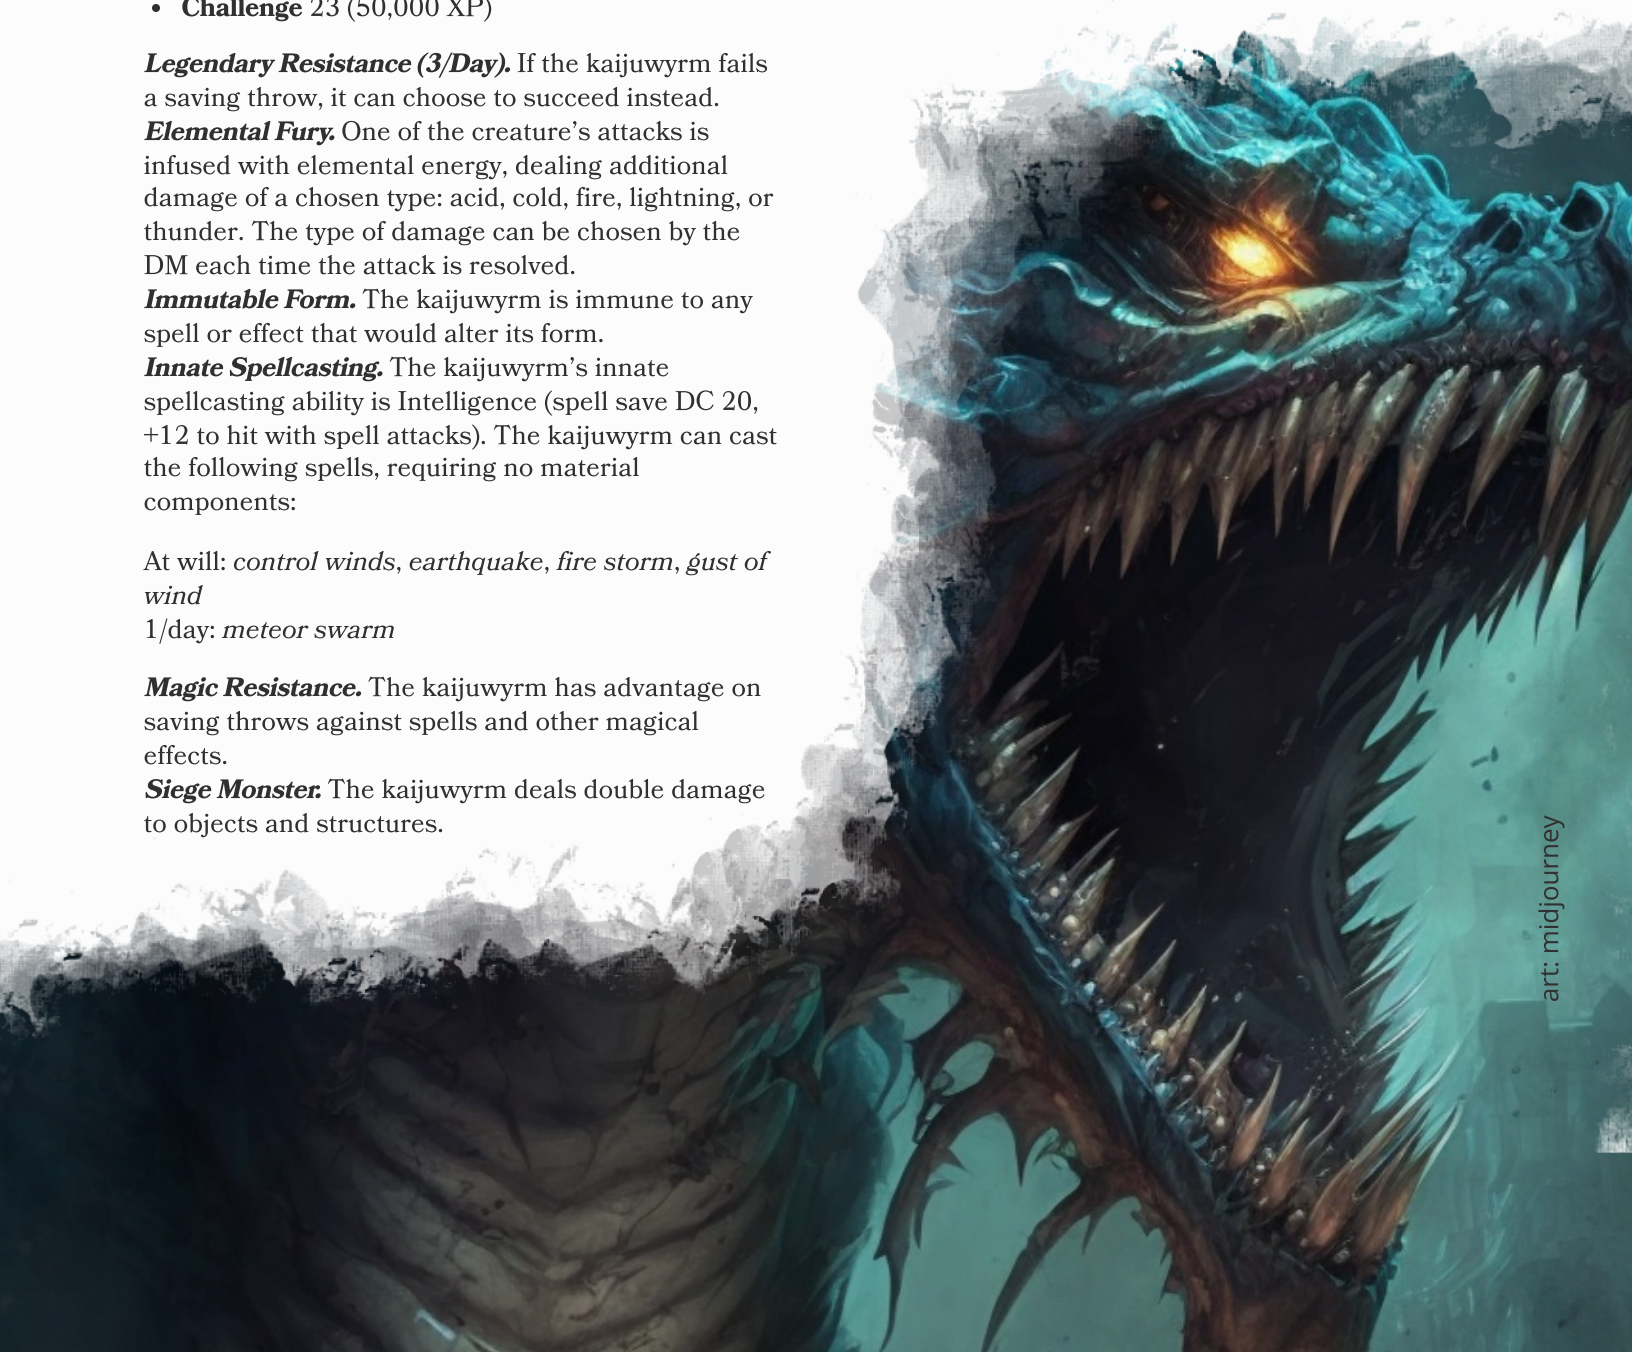 • Challenge 23 (50,000 XP)
Legendary Resistance (3/Day). If the kaijuwyrm fails
a saving throw, it can choose to succeed instead.
Elemental Fury. One of the creature’s attacks is
infused with elemental energy, dealing additional
damage of a chosen type: acid, cold, fire, lightning, or
thunder. The type of damage can be chosen by the
DM each time the attack is resolved.
Immutable Form. The kaijuwyrm is immune to any
spell or effect that would alter its form.
Innate Spellcasting. The kaijuwyrm’s innate
spellcasting ability is Intelligence (spell save DC 20,
+12 to hit with spell attacks). The kaijuwyrm can cast
the following spells, requiring no material
components:
At will: control winds, earthquake, fire storm, gust of
wind
1/day: meteor swarm
Magic Resistance. The kaijuwyrm has advantage on
saving throws against spells and other magical
effects.
Siege Monster. The kaijuwyrm deals double damage
to objects and structures.
art: midjourney